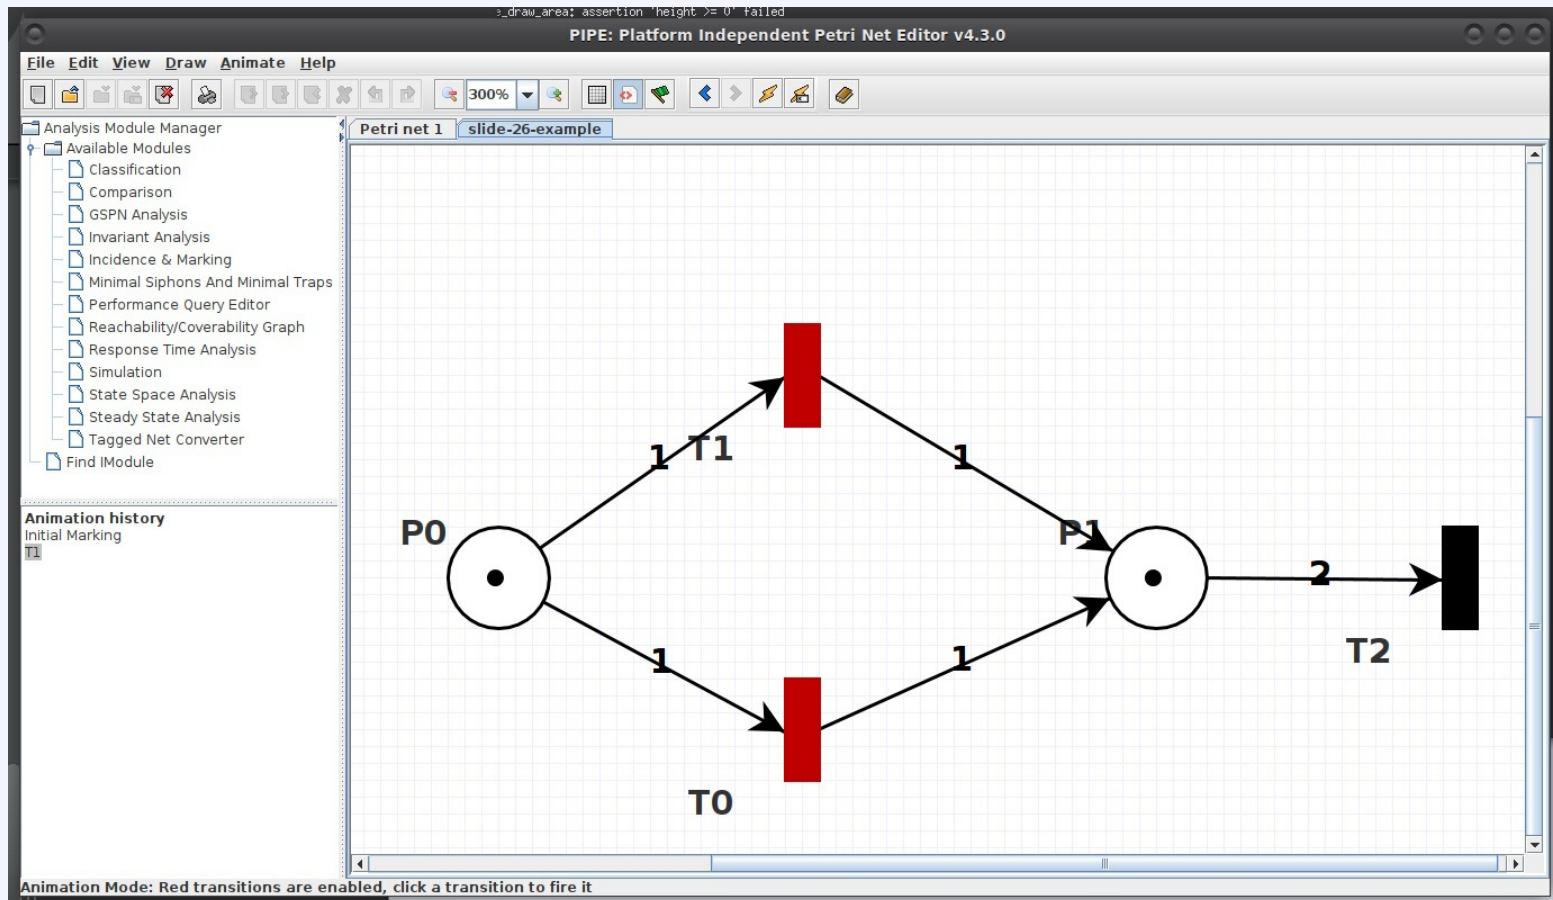 _draw_area: assertion 'height >= 0' failed
PIPE: Platform Independent Petri Net Editor v4.3.0
File Edit View Draw Animate Help
300%
Analysis Module Manager
Available Modules
Classification
Comparison
GSPN Analysis
Invariant Analysis
Incidence & Marking
Minimal Siphons And Minimal Traps
Performance Query Editor
Reachability/Coverability Graph
Response Time Analysis
Simulation
State Space Analysis
Steady State Analysis
Tagged Net Converter
Find IModule
Animation history
Initial Marking
T1
Petri net 1
slide-26-example
T1
1
1
P0
P1
2
T2
1
1
T0
Animation Mode: Red transitions are enabled, click a transition to fire it